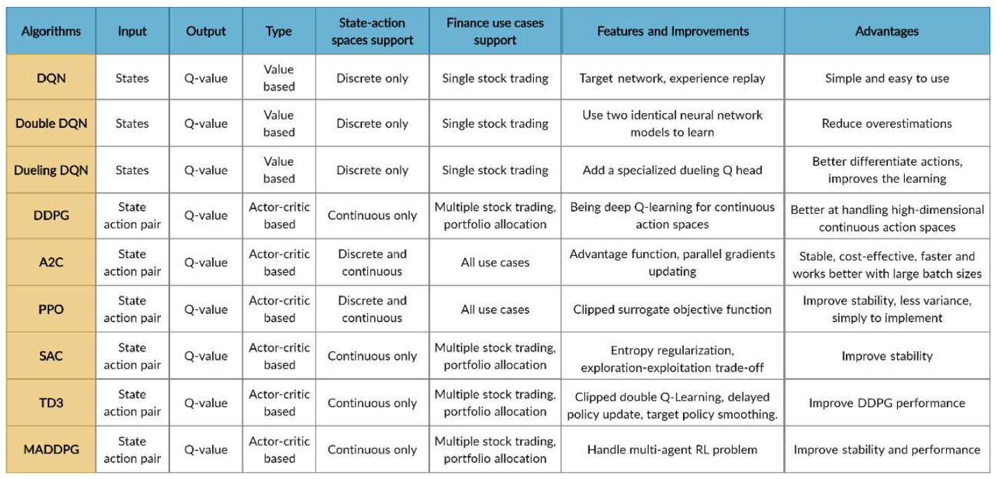 Algorithms Input Output Type State-action spaces support Finance use cases support Features and Improvements Advantages
DQN States Q-value Value based Discrete only Single stock trading Target network, experience replay Simple and easy to use
Double DQN States Q-value Value based Discrete only Single stock trading Use two identical neural network models to learn Reduce overestimations
Dueling DQN States Q-value Value based Discrete only Single stock trading Add a specialized dueling Q head Better differentiate actions, improves the learning
DDPG State action pair Q-value Actor-critic based Continuous only Multiple stock trading, portfolio allocation Being deep Q-learning for continuous action spaces Better at handling high-dimensional continuous action spaces
A2C State action pair Q-value Actor-critic based Discrete and continuous All use cases Advantage function, parallel gradients updating Stable, cost-effective, faster and works better with large batch sizes
PPO State action pair Q-value Actor-critic based Discrete and continuous All use cases Clipped surrogate objective function Improve stability, less variance, simply to implement
SAC State action pair Q-value Actor-critic based Continuous only Multiple stock trading, portfolio allocation Entropy regularization, exploration-exploitation trade-off Improve stability
TD3 State action pair Q-value Actor-critic based Continuous only Multiple stock trading, portfolio allocation Clipped double Q-Learning, delayed policy update, target policy smoothing. Improve DDPG performance
MADDPG State action pair Q-value Actor-critic based Continuous only Multiple stock trading, portfolio allocation Handle multi-agent RL problem Improve stability and performance